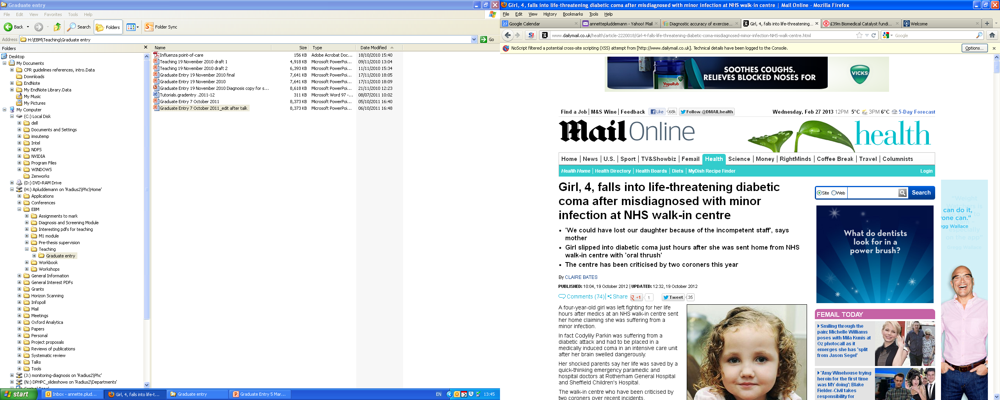 Graduate entry
File Edit View Favorites Tools Help
Back Search Folders Folder Sync
Address H:\EBM\Teaching\Graduate entry Go
Folders
Desktop
My Documents
CPR guidelines references, intro.Data
Downloads
EndNote
My EndNote Library.Data
My Music
My Pictures
My Computer
(C:) Local Disk
dell
Documents and Settings
imsutemp
Intel
NDPS
NVIDIA
Program Files
WINDOWS
Zenworks
(D:) DVD-RAM Drive
(H:) Apluddemann on 'Radius2\Phc\Home'
Applications
Conferences
EBM
Assignments to mark
Diagnosis and Screening Module
Interesting pdfs for teaching
M1 module
Pre-thesis supervision
Teaching
Graduate entry
Workbook
Workshops
General Information
General Interest PDFs
Grants
Horizon Scanning
Infopoll
Mail
Meetings
Oxford Analytica
Papers
Personal
Project proposals
Reviews of publications
Systematic review
Talks
Tools
(J:) monitoring-diagnosis on 'Radius2\Phc'
(N:) DPHPC_slideshows on 'Radius2\Departments'
Control Panel
Name Size Type Date Modified
Influenza point-of-care 156 KB Adobe Acrobat Doc... 18/10/2010 15:40
Teaching 19 November 2010 draft 1 4,918 KB Microsoft PowerPoi... 09/11/2010 13:04
Teaching 19 November 2010 draft 2 6,393 KB Microsoft PowerPoi... 11/11/2010 15:34
Graduate Entry 19 November 2010 final 7,641 KB Microsoft PowerPoi... 17/11/2010 18:05
Graduate Entry 19 November 2010 7,641 KB Microsoft PowerPoi... 17/11/2010 18:09
Graduate Entry 19 November 2010 Diagnosis copy for s... 8,618 KB Microsoft PowerPoi... 21/11/2010 12:23
Tutorials.gradentry .2011-12 311 KB Microsoft Word 97 -... 08/07/2011 10:02
Graduate Entry 7 October 2011 8,373 KB Microsoft PowerPoi... 05/10/2011 16:40
Graduate Entry 7 October 2011_edit after talk 8,373 KB Microsoft PowerPoi... 06/10/2011 16:48
start Inbox - annette.plud... Girl, 4, falls into life-t... Graduate entry Graduate Entry 5 Mar... EN 13:45
Girl, 4, falls into life-threatening diabetic coma after misdiagnosed with minor infection at NHS walk-in centre | Mail Online - Mozilla Firefox
File Edit View History Bookmarks Tools Help
27 Google Calendar annettepluddemann - Yahoo! Mail Diagnostic accuracy of exercise... Girl, 4, falls into life-threatening... £39m Biomedical Catalyst fundi... Welcome
www.dailymail.co.uk/health/article-2220018/Girl-4-falls-life-threatening-diabetic-coma-misdiagnosed-minor-infection-NHS-walk-centre.html Google
NoScript filtered a potential cross-site scripting (XSS) attempt from [http://www.dailymail.co.uk]. Technical details have been logged to the Console. Options...
SOOTHES COUGHS.
RELIEVES BLOCKED NOSES FOR
VICKS
VapoRub
Find a Job | M&S Wine | Feedback Like 68k Follow @DMAILhealth Wednesday, Feb 27 2013 12PM 5°C 3PM 6°C 5-Day Forecast
Mail Online health
Home News U.S. Sport TV&Showbiz Femail Health Science Money RightMinds Coffee Break Travel Columnists
Health Home Health Directory Health Boards Diets MyDish Recipe Finder Login
Girl, 4, falls into life-threatening diabetic
coma after misdiagnosed with minor
infection at NHS walk-in centre
• 'We could have lost our daughter because of the incompetent staff', says
mother
• Girl slipped into diabetic coma just hours after she was sent home from NHS
walk-in centre with 'oral thrush'
• The centre has been criticised by two coroners this year
By CLAIRE BATES
PUBLISHED: 10:04, 19 October 2012 | UPDATED: 12:32, 19 October 2012
Comments (74) Share +1 1 Tweet 35
A four-year-old girl was left fighting for her life
hours after medics at an NHS walk-in centre sent
her home claiming she was suffering from a
minor infection.
In fact Codylily Parkin was suffering from a
diabetic attack and had to be placed in a
medically induced coma in an intensive care unit
after her brain swelled dangerously.
Her shocked parents say her life was saved by a
quick-thinking emergency paramedic and
hospital doctors at Rotherham General Hospital
and Sheffield Children's Hospital.
The walk-in centre who have been criticised by
two coroners over recent incidents.
Site Web Search
What do dentists
look for in a
power brush?
FEMAIL TODAY
Smiling through the
pain: Michelle Williams
poses with Mila Kunis at
Oz photocall as it
emerges she has 'split
from Jason Segel'
'Amy Winehouse trying
heroin for the first time
was MY doing': Blake
Fielder-Civil takes
responsibility for
"Weight
Watchers is
can do it,
one can."
egg Wallace
especially
on the app"
Gregg Wallace